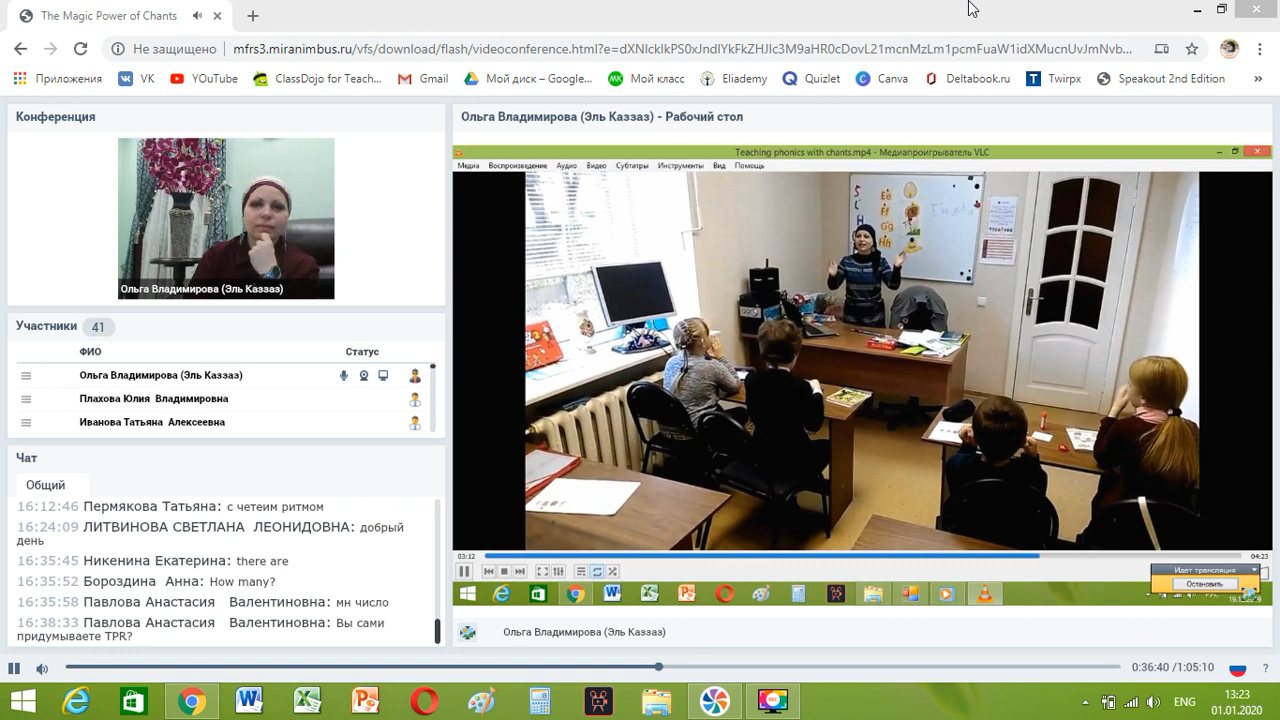 The Magic Power of Chants
Не защищено
mfrs3.miranimbus.ru/vfs/download/flash/videoconference.html?e=dXNlcklkPS0xJndlYkFkZHJlc3M9aHR0cDovL21mcnMzLm1pcmFuaW1idXMucnUvJmNvb...
Приложения
VK
YOutube
ClassDojo for Teach...
Gmail
Мой диск – Google...
Мой класс
Eliademy
Quizlet
Canva
Deltabook.ru
Twirpx
Speakout 2nd Edition
Конференция
Ольга Владимирова (Эль Каззаз)
Участники 41
ФИО Статус
Ольга Владимирова (Эль Каззаз)
Плахова Юлия Владимировна
Иванова Татьяна Алексеевна
Чат
Общий
16:12:46 Пермякова Татьяна: с четеим ритмом
16:24:09 ЛИТВИНОВА СВЕТЛАНА ЛЕОНИДОВНА: добрый
день
16:35:45 Никенина Екатерина: there are
16:35:52 Бороздина Анна: How many?
16:35:58 Павлова Анастасия Валентиновна: мн число
16:38:33 Павлова Анастасия Валентиновна: Вы сами
придумываете TPR?
Ольга Владимирова (Эль Каззаз) - Рабочий стол
Teaching phonics with chants.mp4 - Медиапроигрыватель VLC
Медиа Воспроизведение Аудио Видео Субтитры Инструменты Вид Помощь
S
C
H
Ee
Ff
Gg
Hh
03:12
04:23
Идет трансляция
Остановить
Ольга Владимирова (Эль Каззаз)
0:36:40 / 1:05:10
?
ENG
13:23
01.01.2020